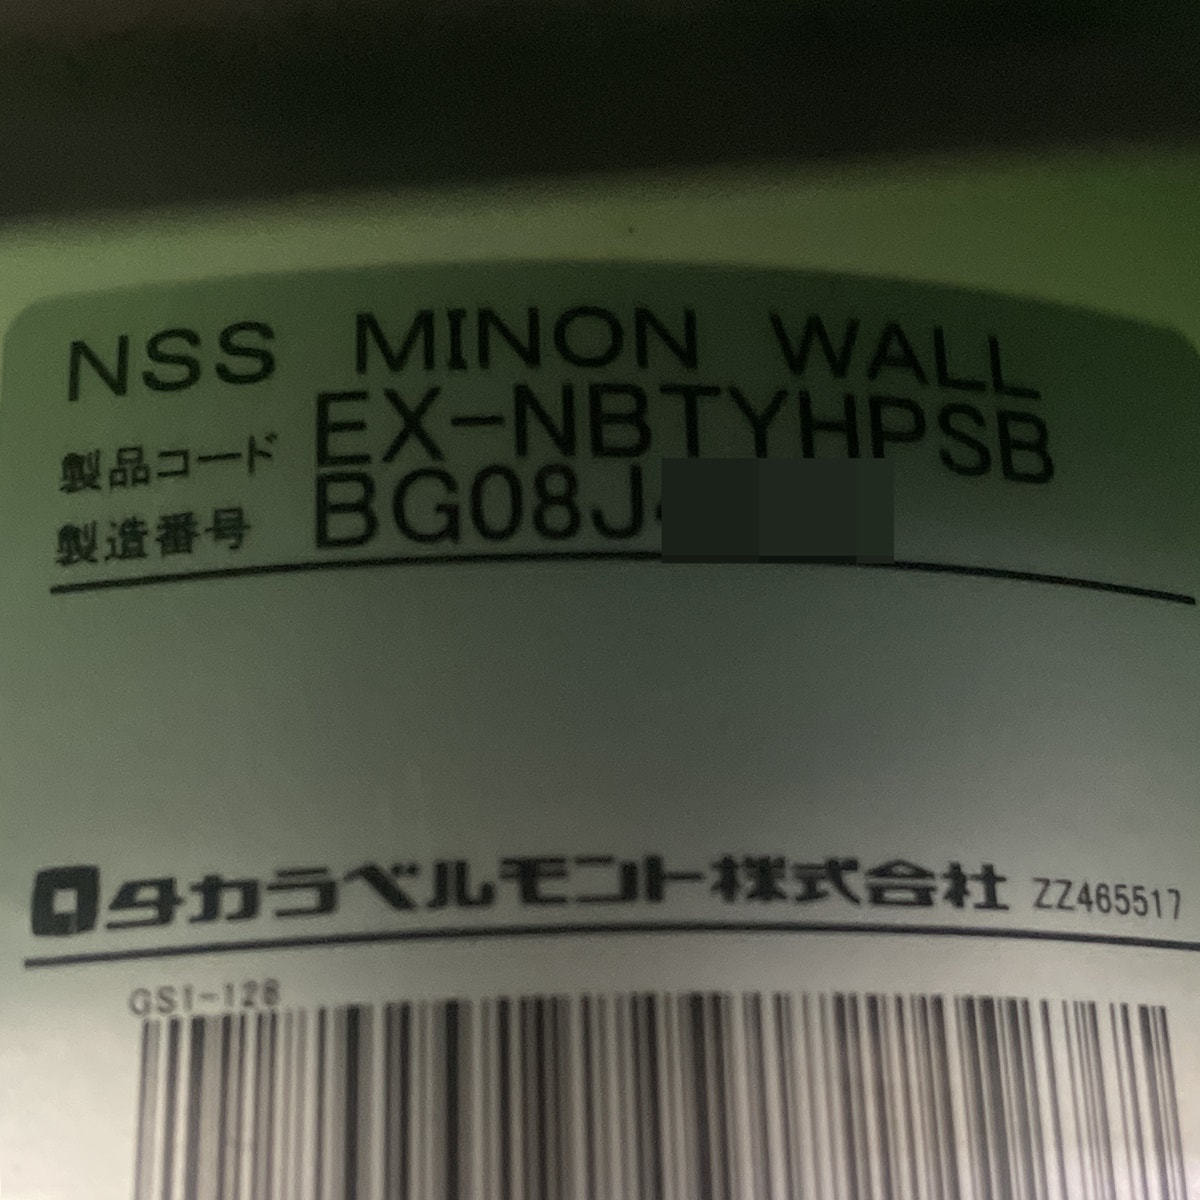 NSS MINON WALL
製品コード EX-NBTYHPSB
製造番号 BG08J
タカラベルモント株式会社 ZZ465517
GS1-128